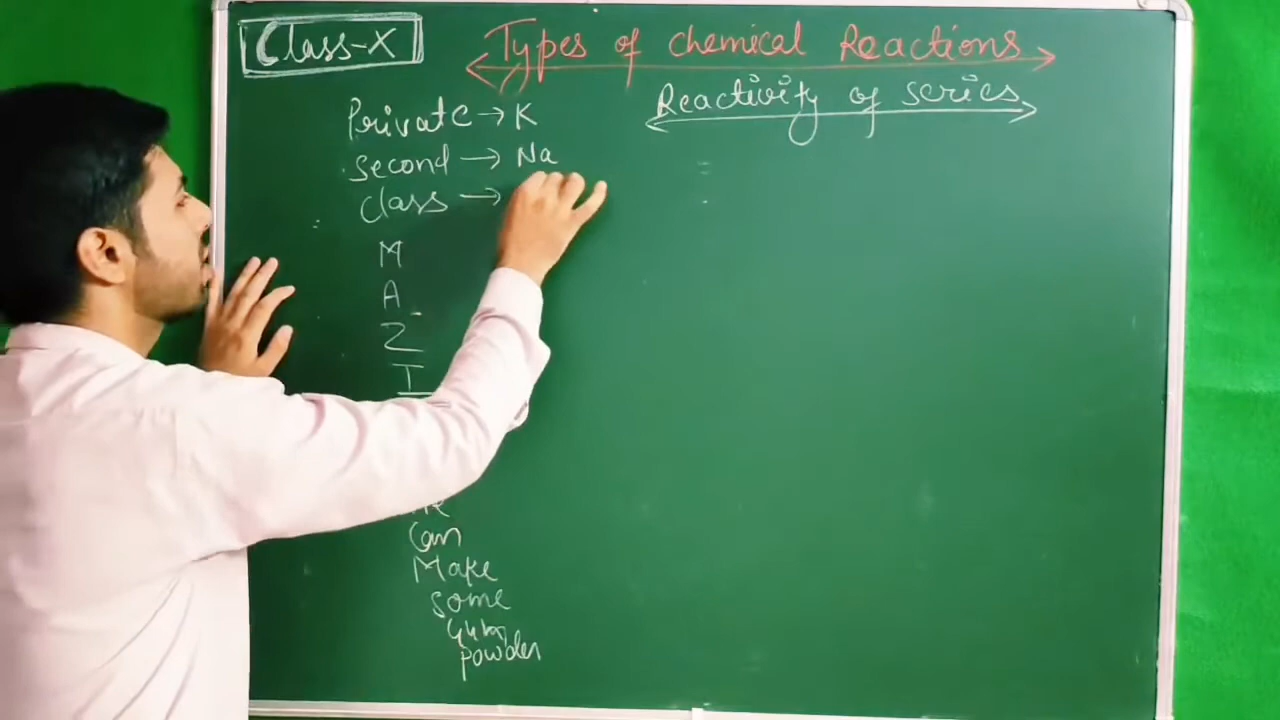 Class-X
Types of chemical Reactions
Reactivity of series
Private → K
second → Na
class →
M
A
Z
I
Can
Make
some
powder